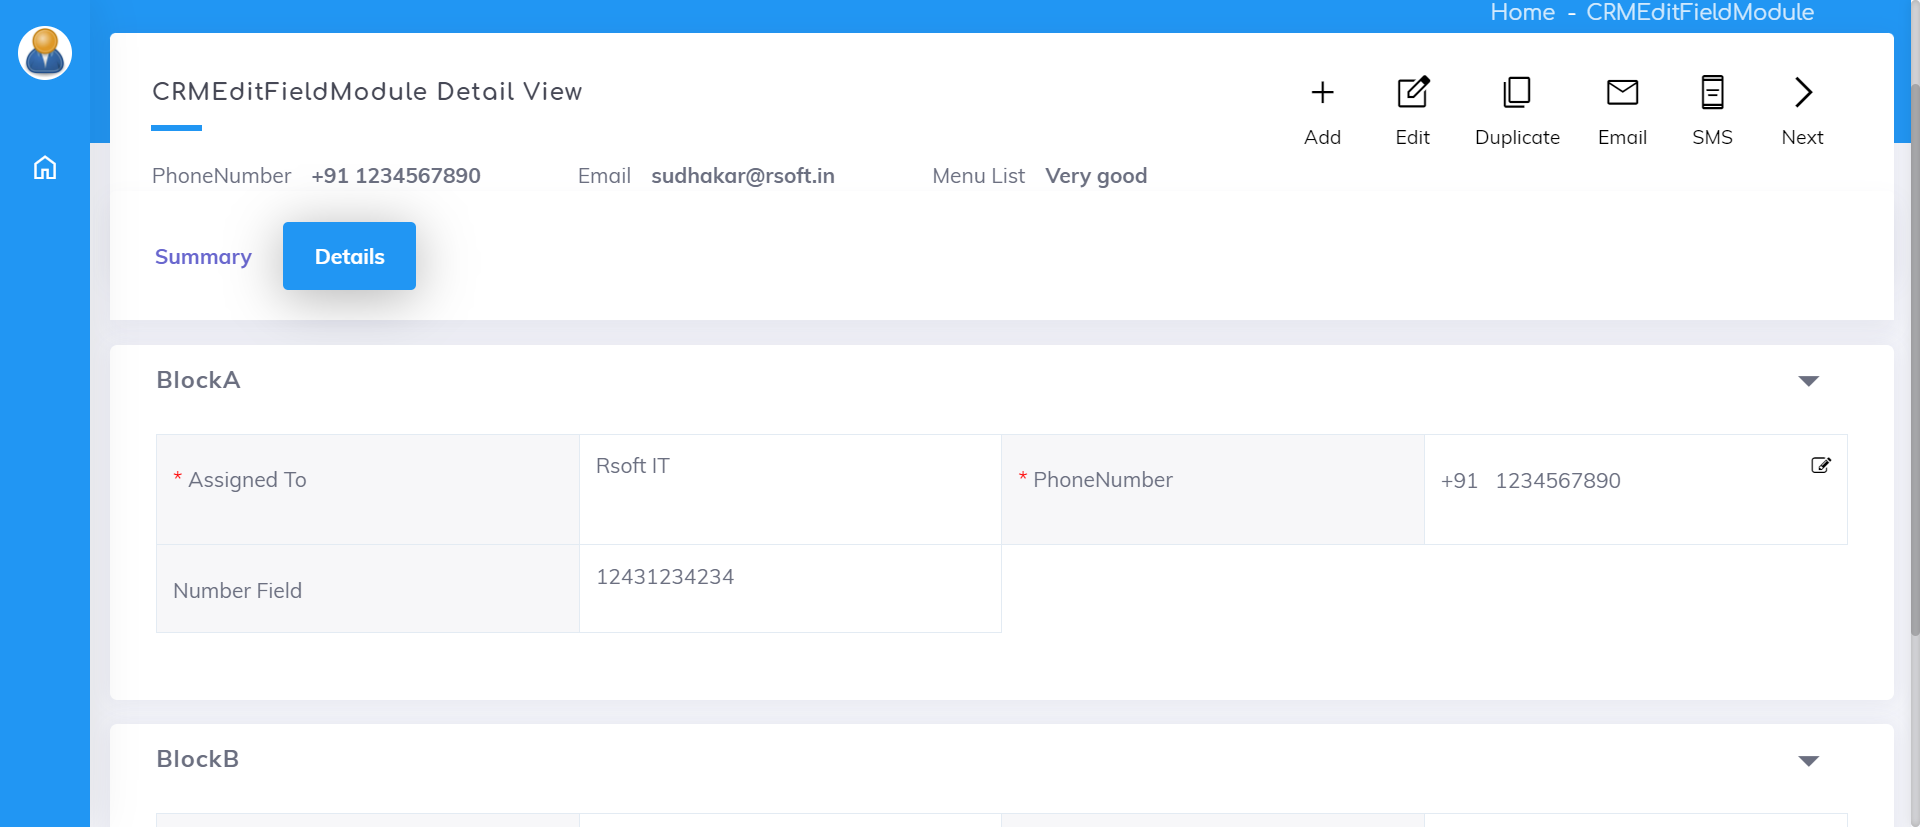 Home - CRMEditFieldModule
CRMEditFieldModule Detail View
Add Edit Duplicate Email SMS Next
PhoneNumber +91 1234567890 Email sudhakar@rsoft.in Menu List Very good
Summary Details
BlockA
* Assigned To Rsoft IT * PhoneNumber +91 1234567890
Number Field 12431234234
BlockB